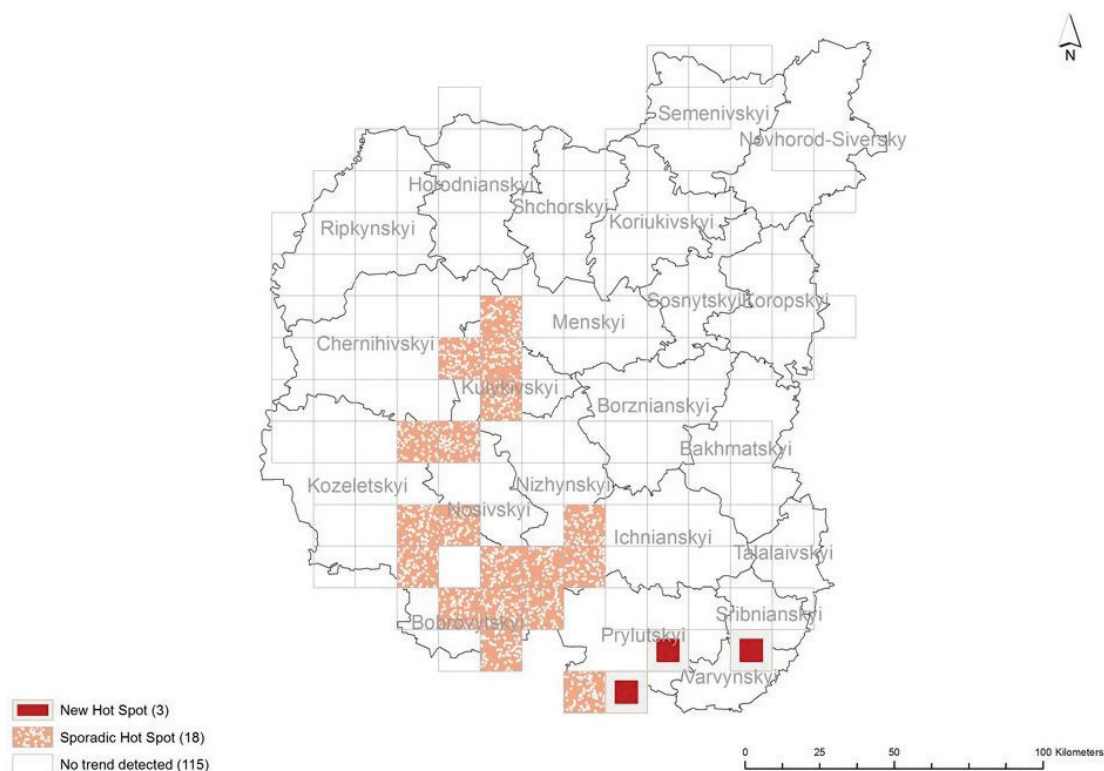 N
Semenivskyi
Novhorod-Siversky
Horodnianskyi
Shchorskyi
Koriukivskyi
Ripkynskyi
Sosnytskyi
Koropskyi
Menskyi
Chernihivskyi
Kulykivskyi
Borznianskyi
Bakhmatskyi
Kozeletskyi
Nizhynskyi
Nosivskyi
Ichnianskyi
Talalaivskyi
Sribnianskyi
Bobrovytskyi
Prylutskyi
Varvynskyi
New Hot Spot (3)
Sporadic Hot Spot (18)
No trend detected (115)
0 25 50 100 Kilometers